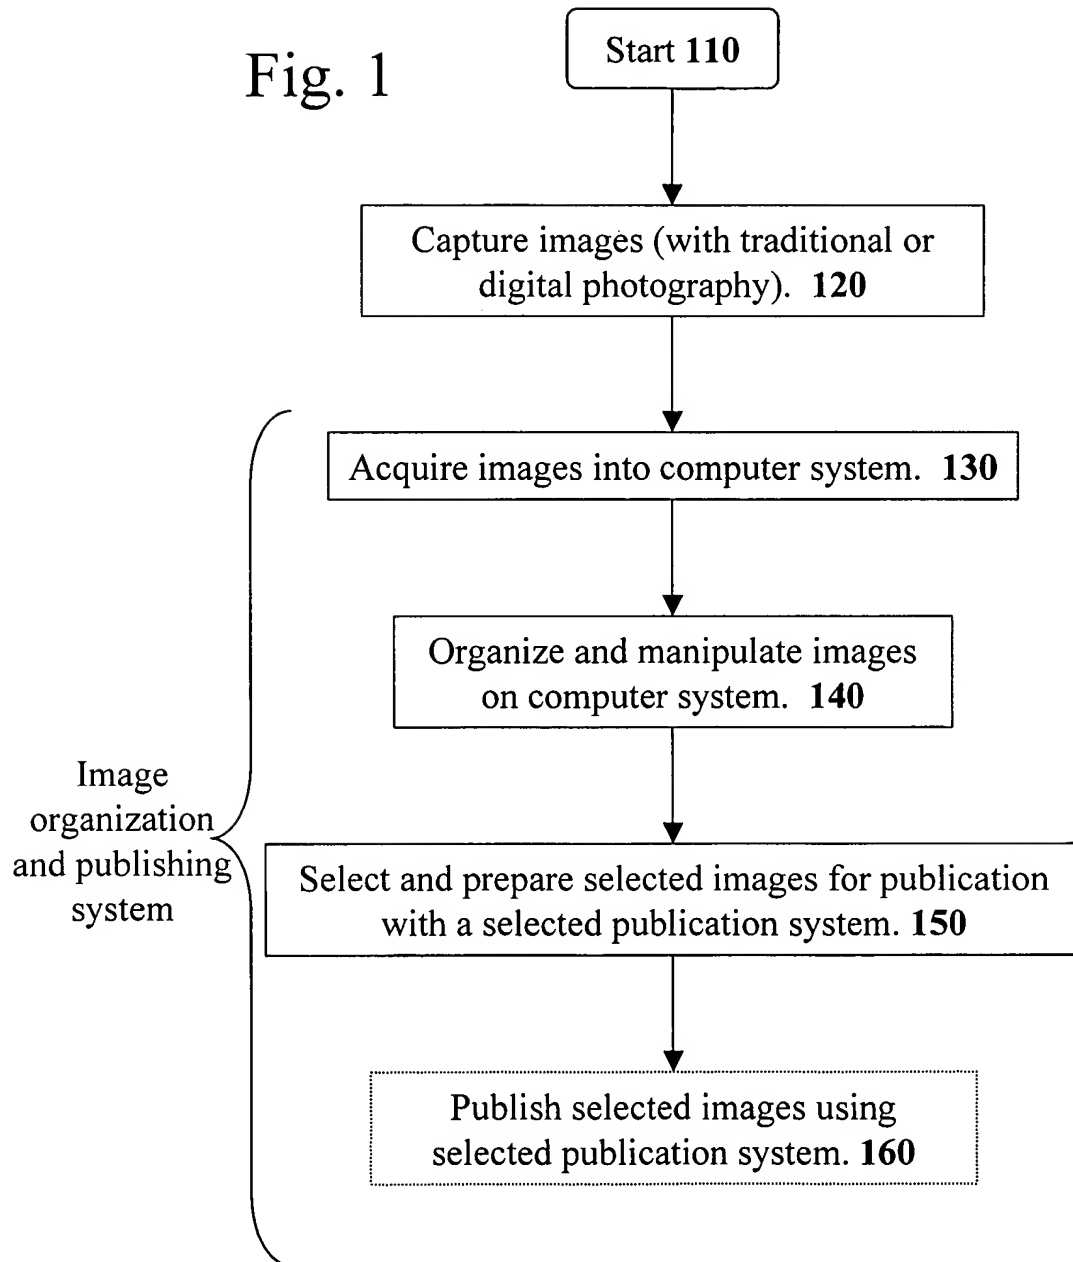 Fig. 1
Start 110
Capture images (with traditional or
digital photography). 120
Acquire images into computer system. 130
Organize and manipulate images
on computer system. 140
Image
organization
and publishing
system
Select and prepare selected images for publication
with a selected publication system. 150
Publish selected images using
selected publication system. 160